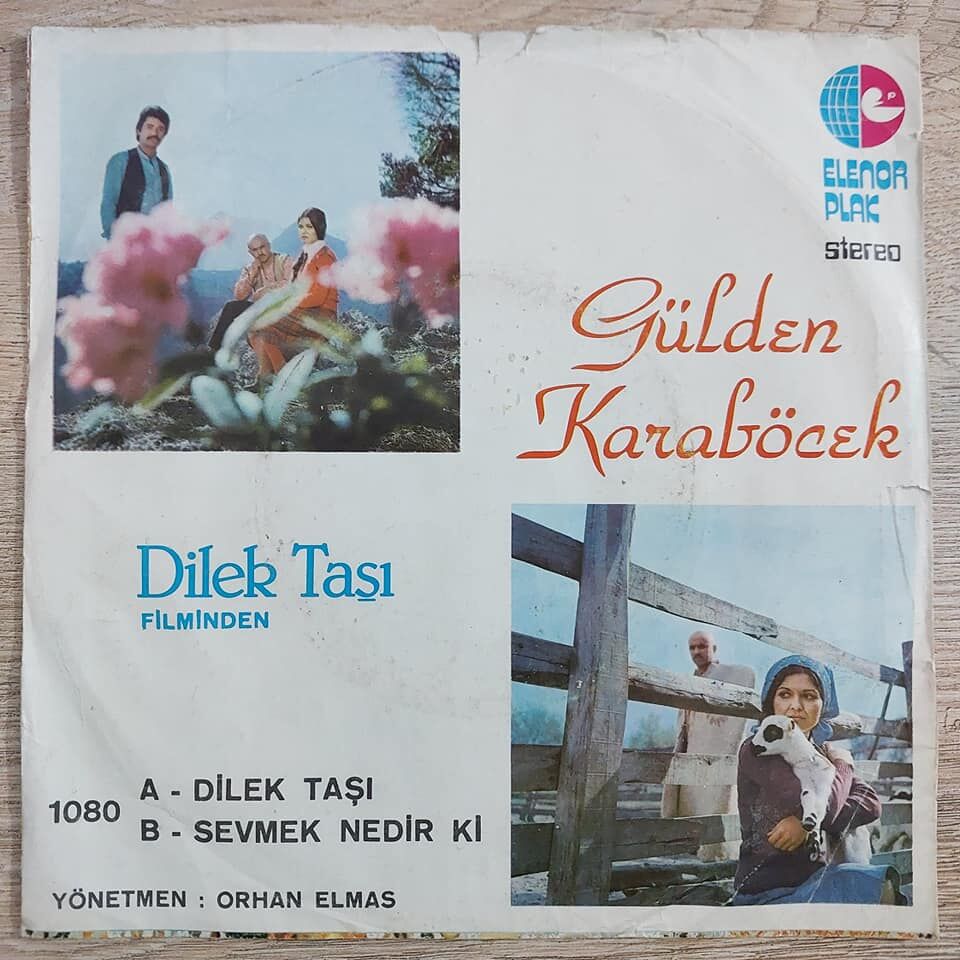 ELENOR
PLAK
stereo
Gülden
Karaböcek
Dilek Taşı
FİLMİNDEN
1080
A - DİLEK TAŞI
B - SEVMEK NEDİR Kİ
YÖNETMEN : ORHAN ELMAS